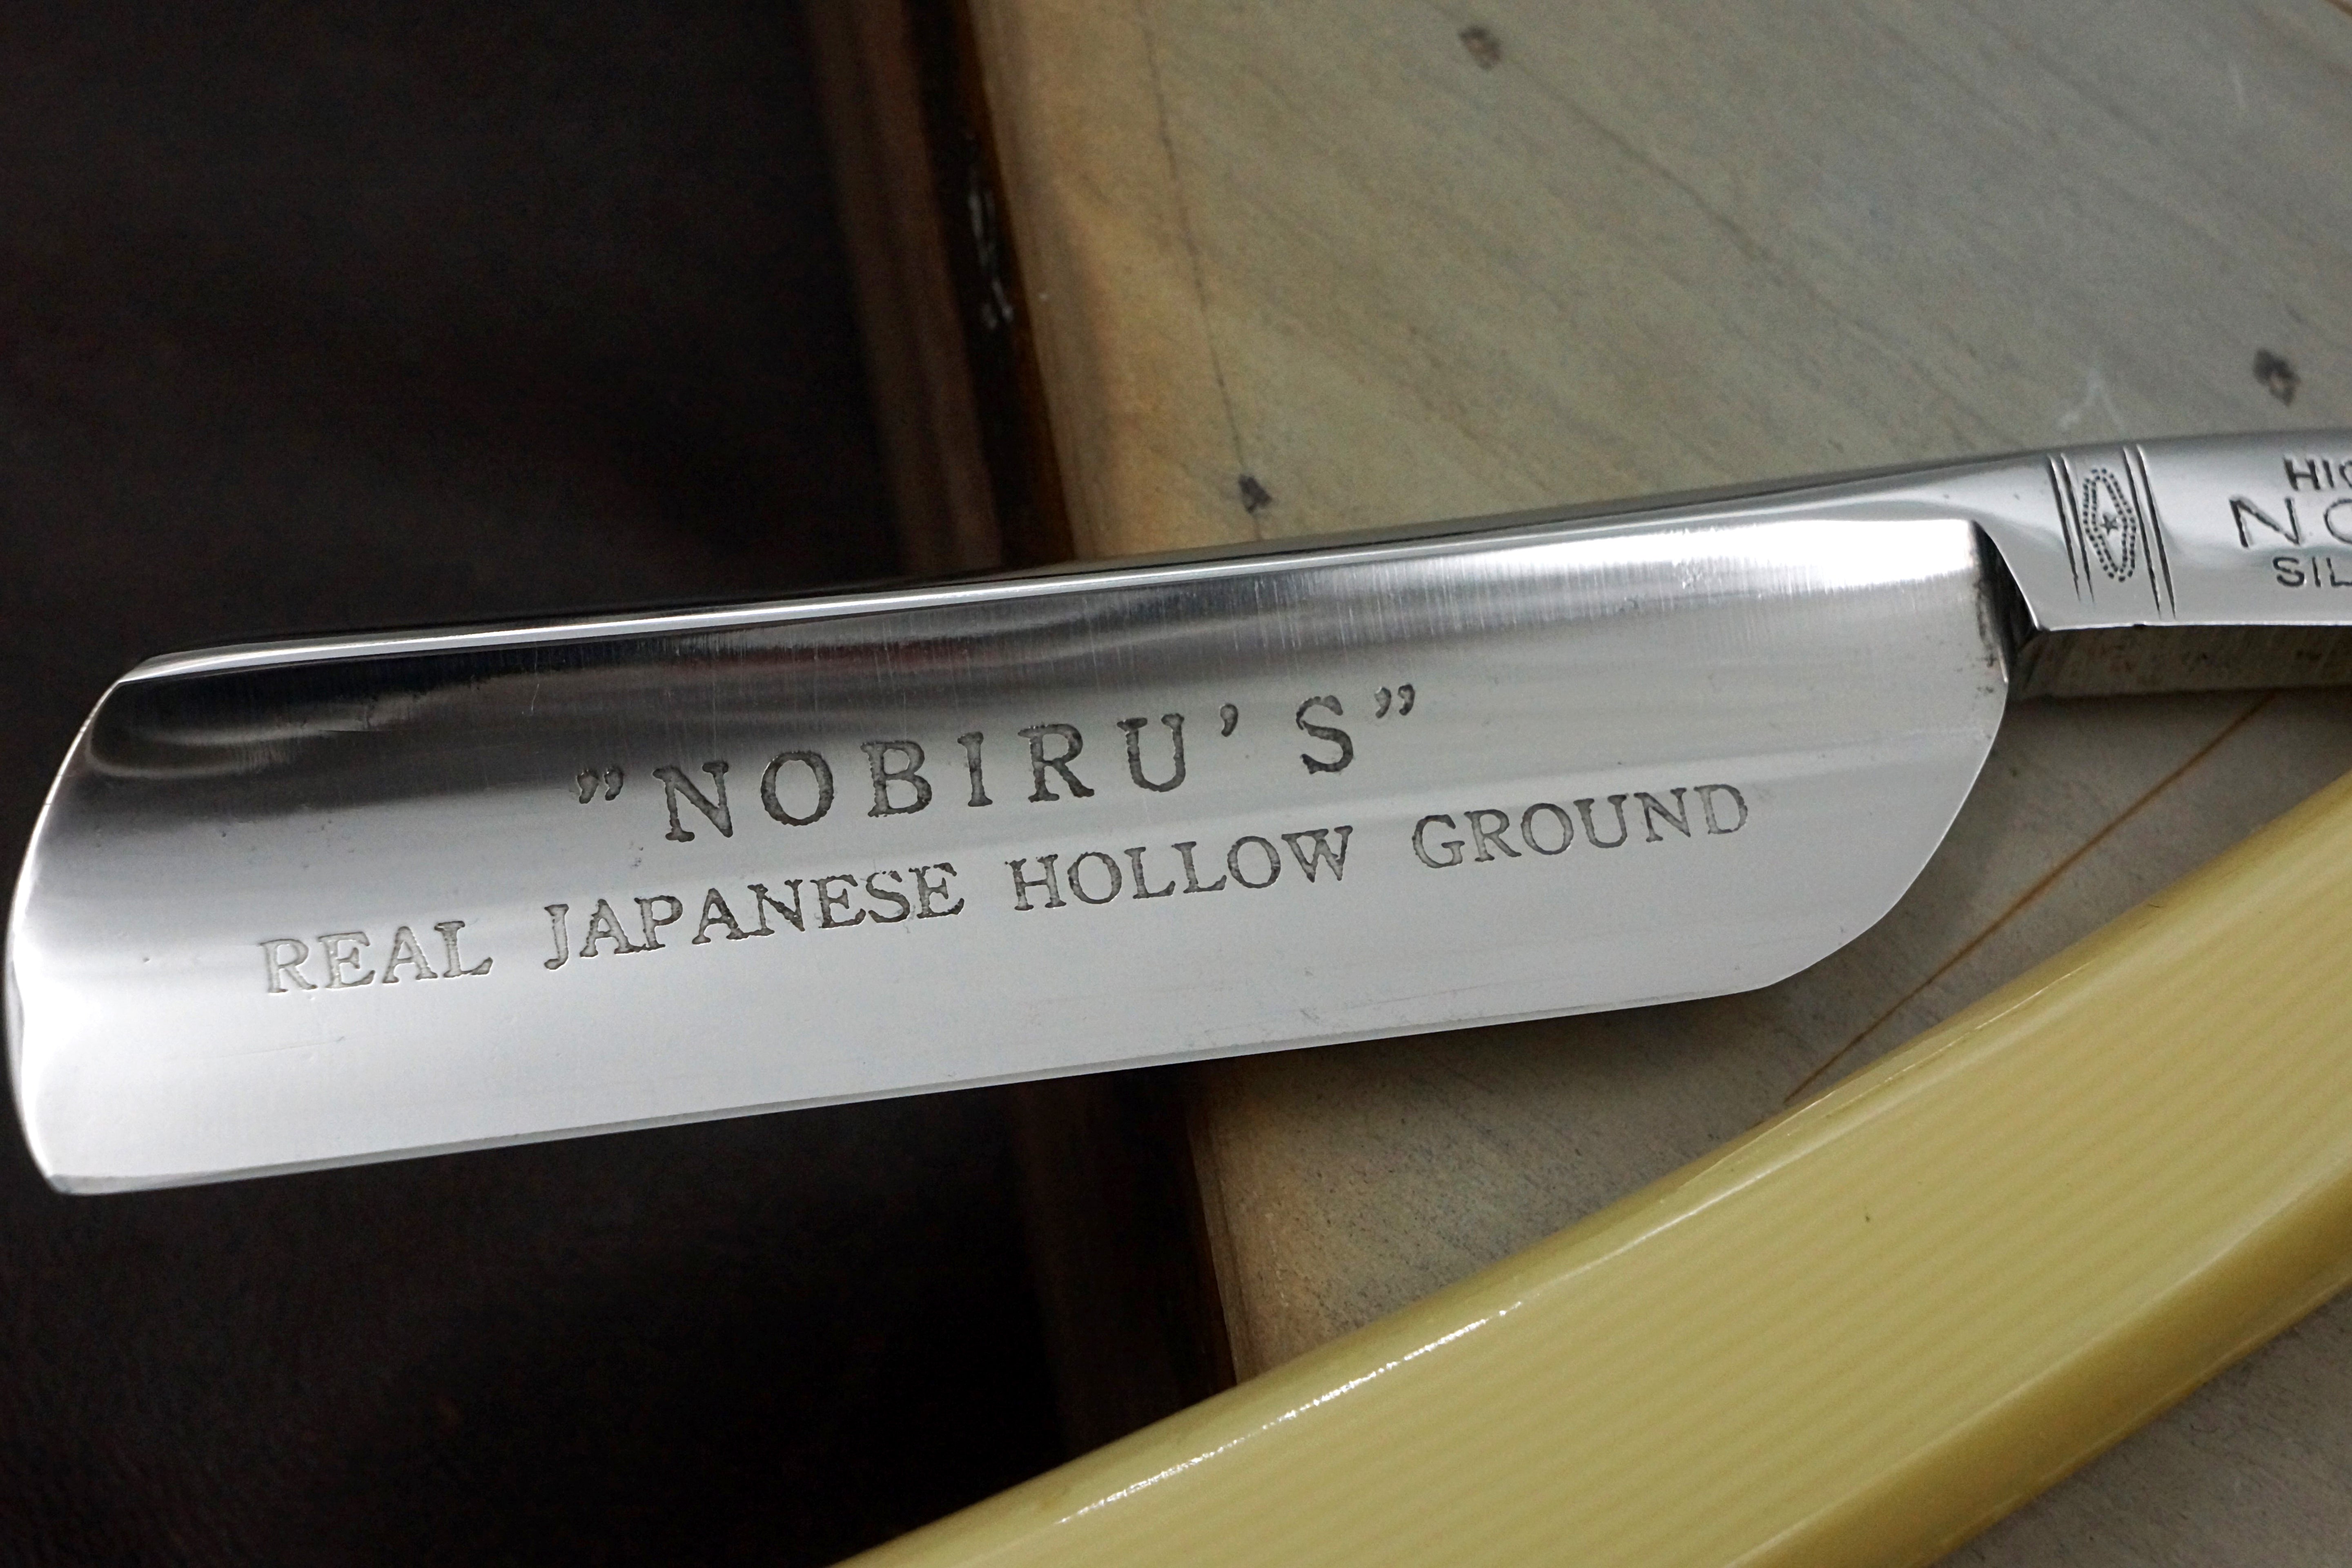 ”NOBIRU’S”
REAL JAPANESE HOLLOW GROUND